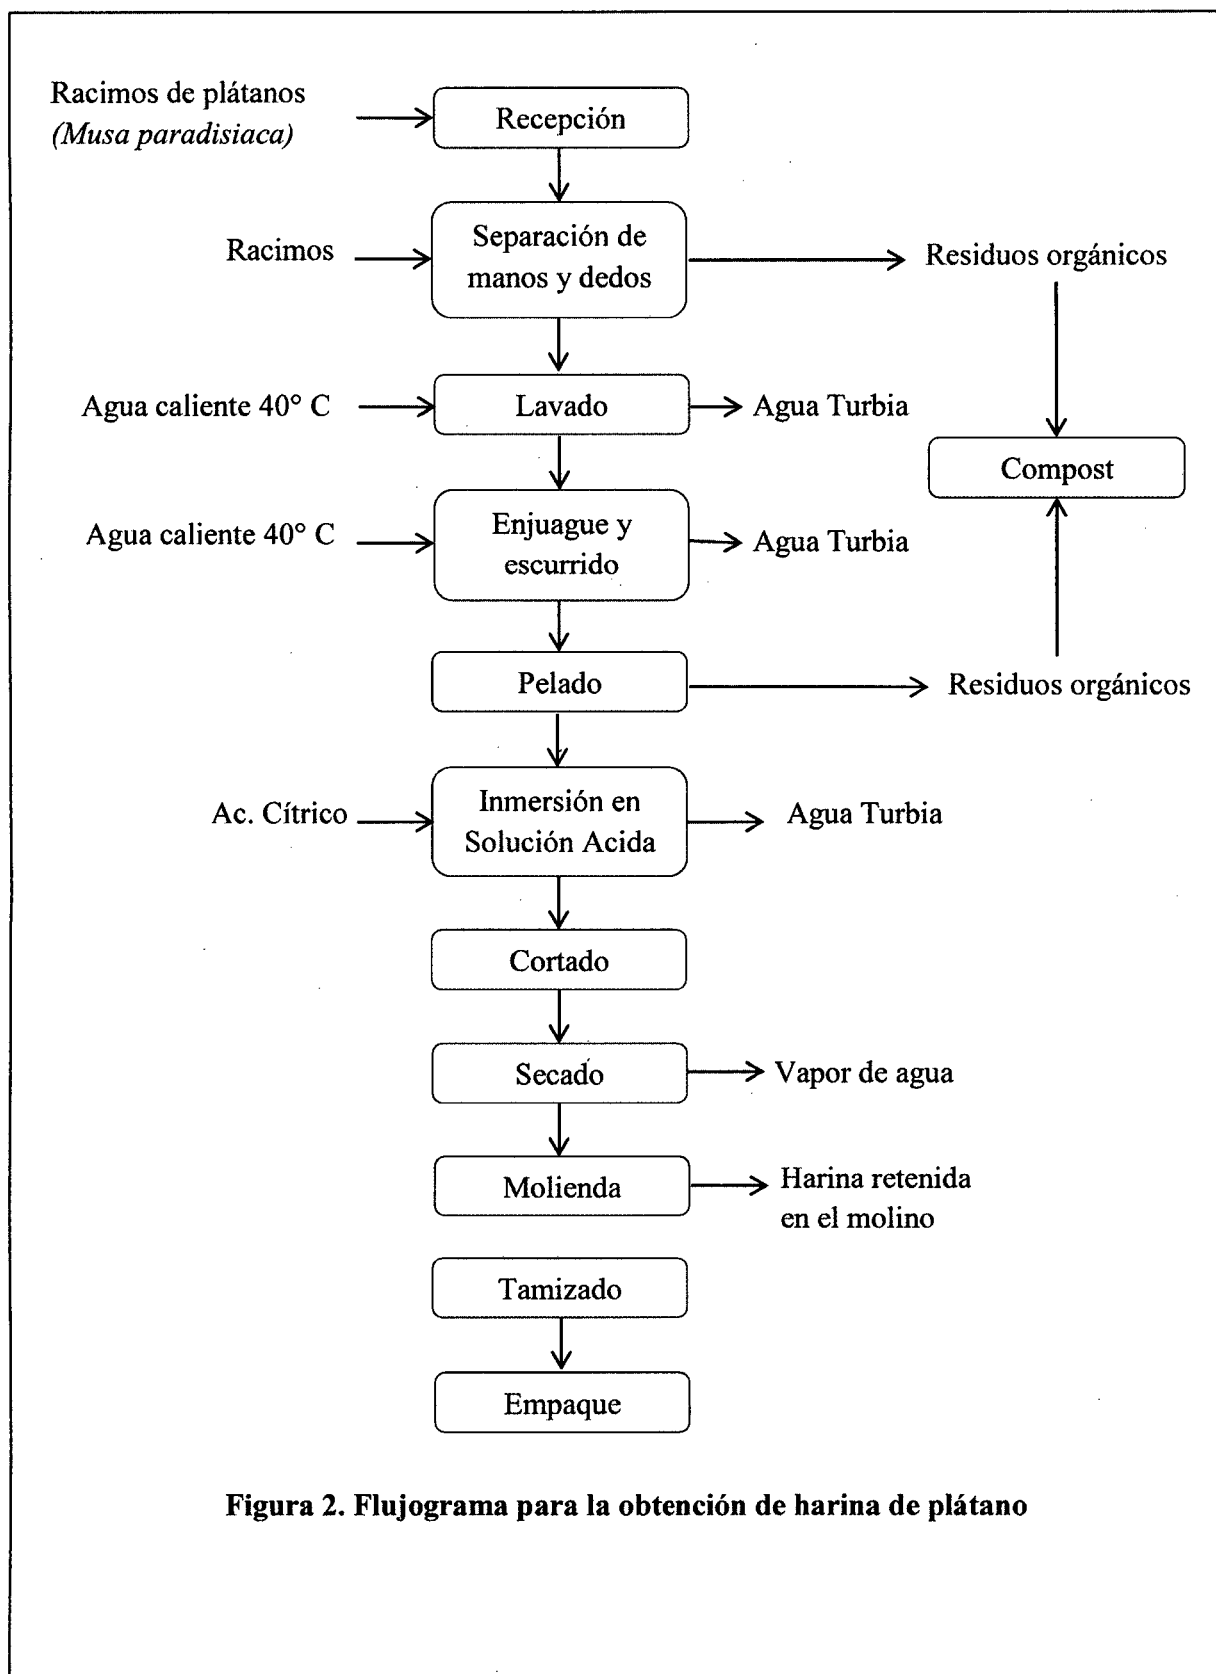 Racimos de plátanos
(Musa paradisiaca)
Recepción
Racimos
Separación de
manos y dedos
Residuos orgánicos
Agua caliente 40° C
Lavado
Agua Turbia
Compost
Agua caliente 40° C
Enjuague y
escurrido
Agua Turbia
Pelado
Residuos orgánicos
Ac. Cítrico
Inmersión en
Solución Acida
Agua Turbia
Cortado
Secado
Vapor de agua
Molienda
Harina retenida
en el molino
Tamizado
Empaque
Figura 2. Flujograma para la obtención de harina de plátano